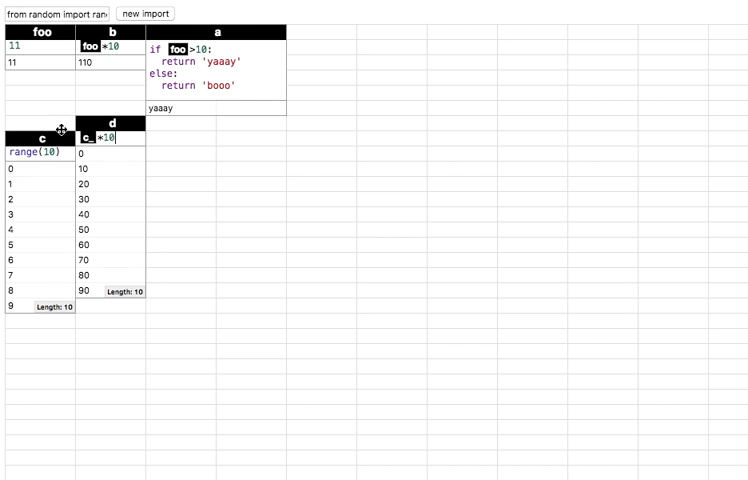 from random import ran
new import
foo b a
11
foo *10
if foo >10:
return 'yaaay'
else:
return 'booo'
11
110
yaaay
d
c_ *10
c
range(10)
0
0
10
1
20
2
30
3
40
4
50
5
60
6
70
7
80
8
90 Length: 10
9 Length: 10